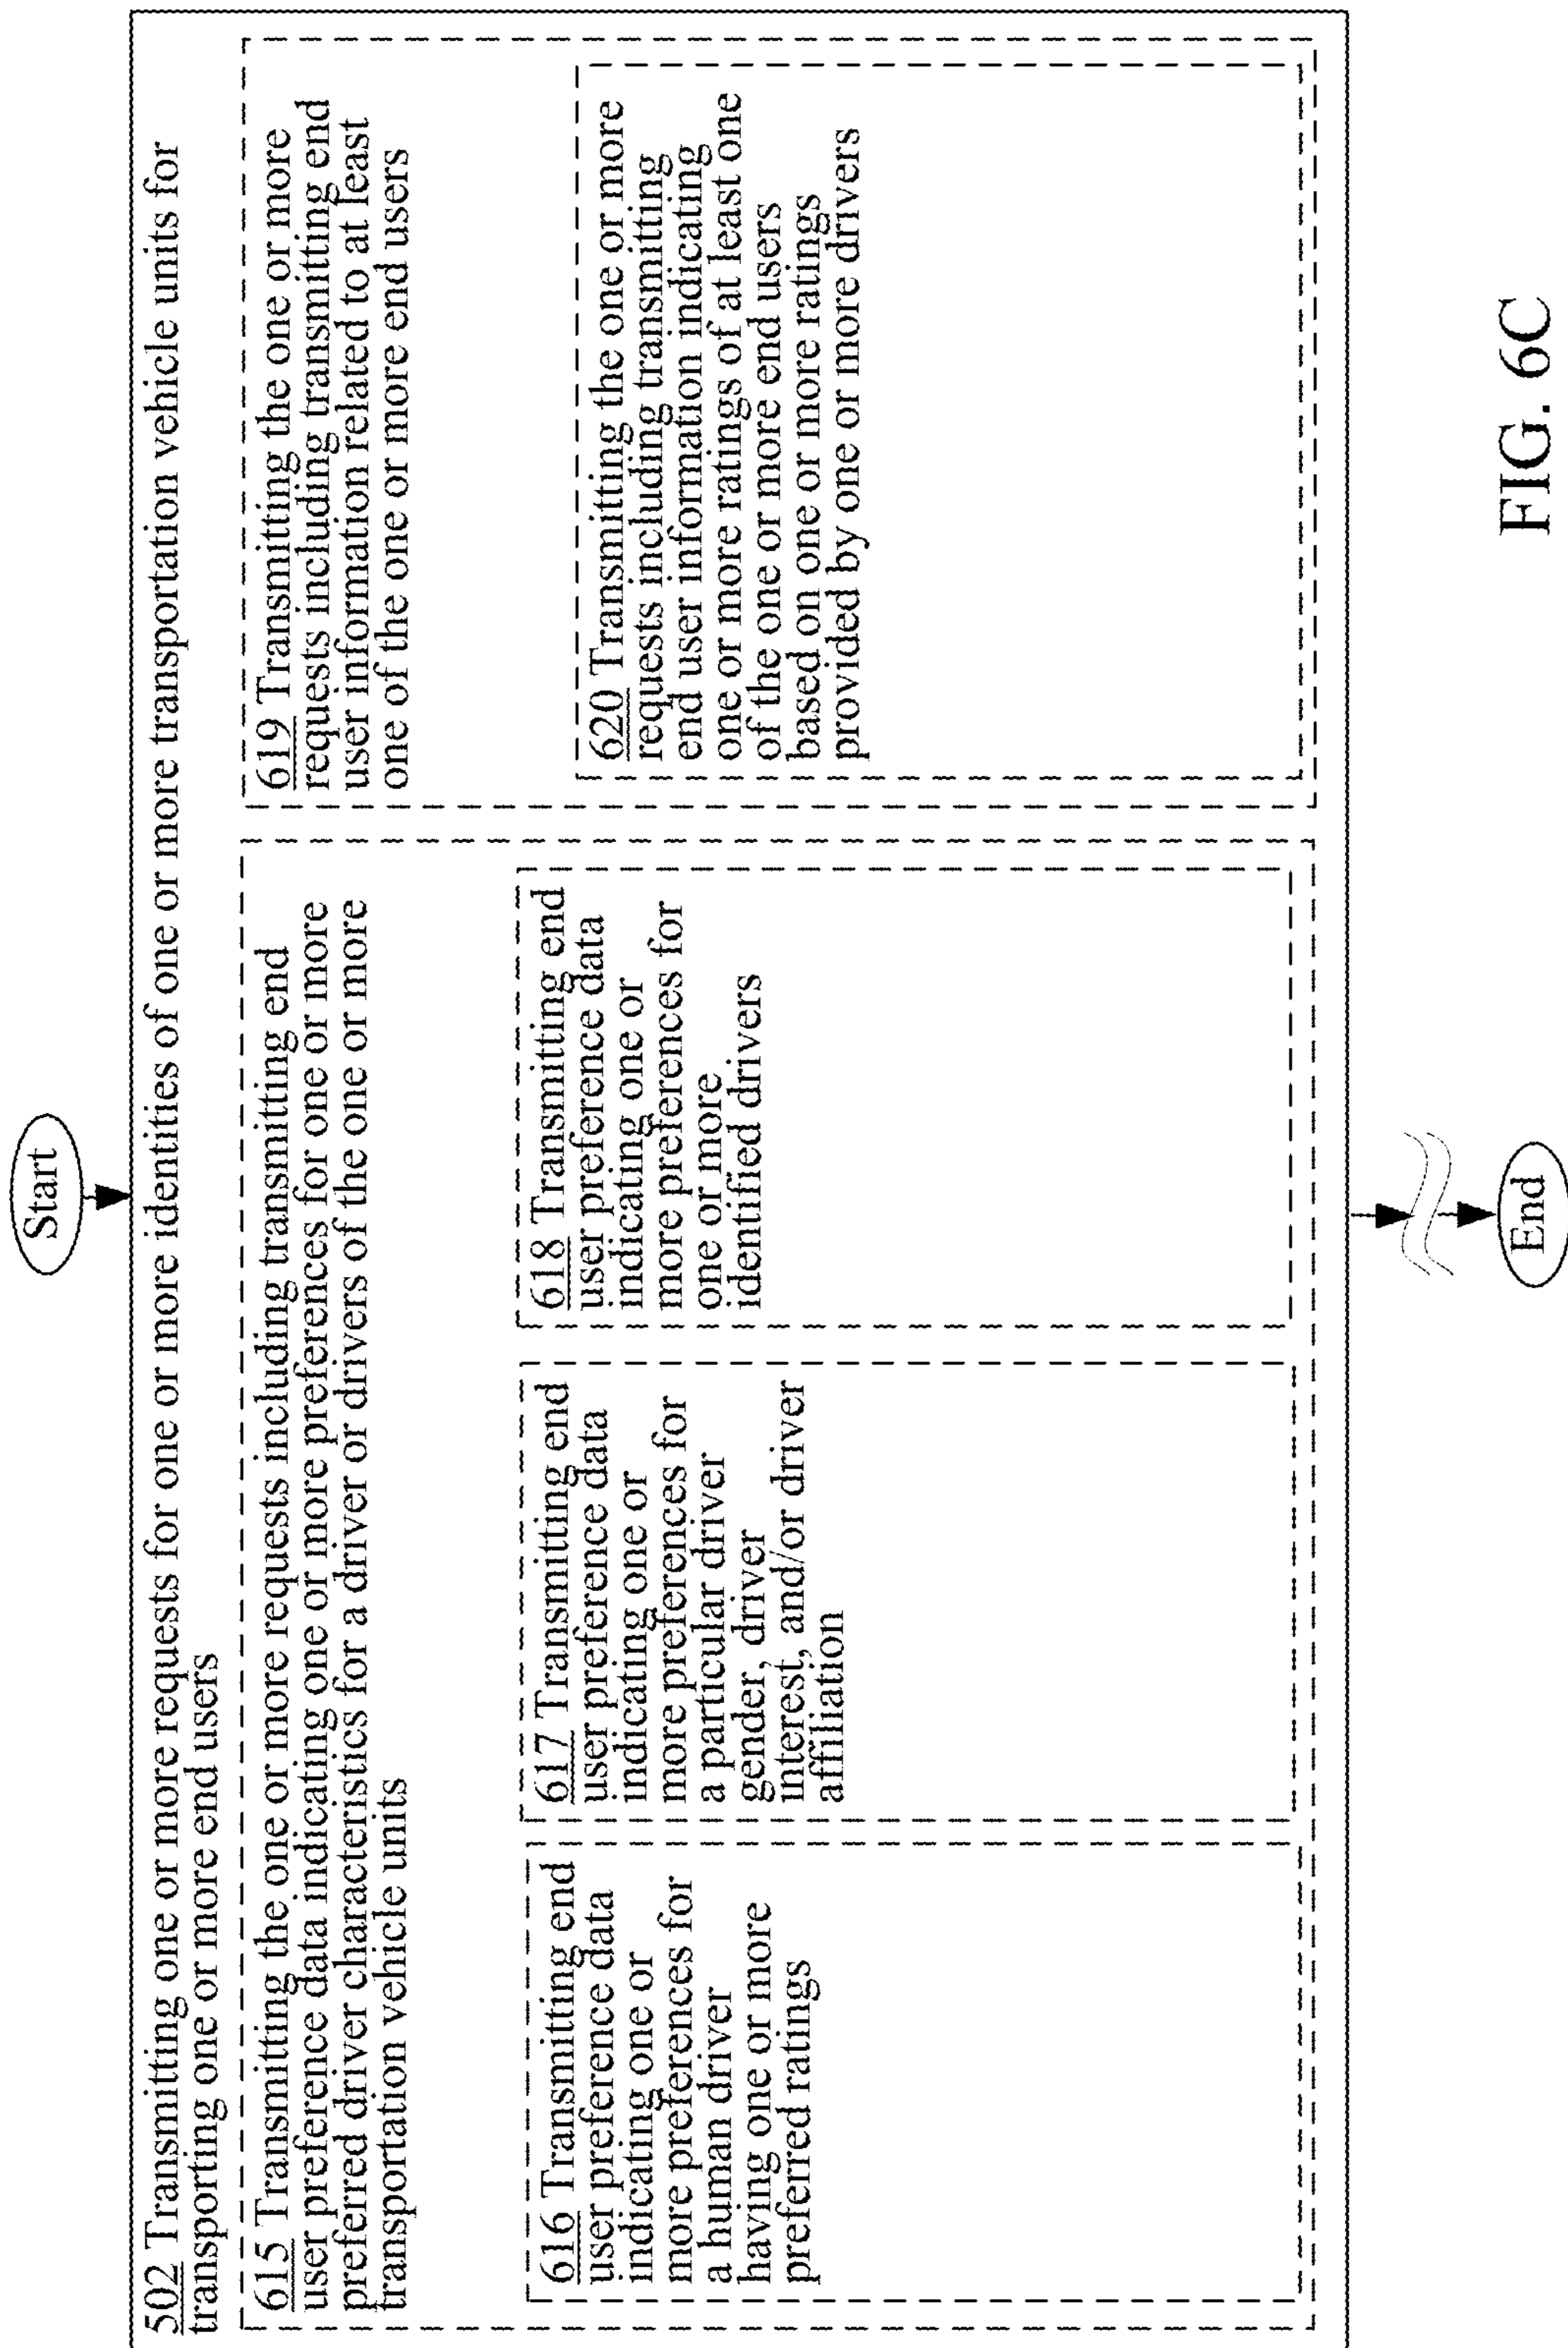 Start
502 Transmitting one or more requests for one or more identities of one or more transportation vehicle units for
transporting one or more end users
615 Transmitting the one or more requests including transmitting end
user preference data indicating one or more preferences for one or more
preferred driver characteristics for a driver or drivers of the one or more
transportation vehicle units
616 Transmitting end
user preference data
indicating one or
more preferences for
a human driver
having one or more
preferred ratings
617 Transmitting end
user preference data
indicating one or
more preferences for
a particular driver
gender, driver
interest, and/or driver
affiliation
618 Transmitting end
user preference data
indicating one or
more preferences for
one or more
identified drivers
619 Transmitting the one or more
requests including transmitting end
user information related to at least
one of the one or more end users
620 Transmitting the one or more
requests including transmitting
end user information indicating
one or more ratings of at least one
of the one or more end users
based on one or more ratings
provided by one or more drivers
End
FIG. 6C